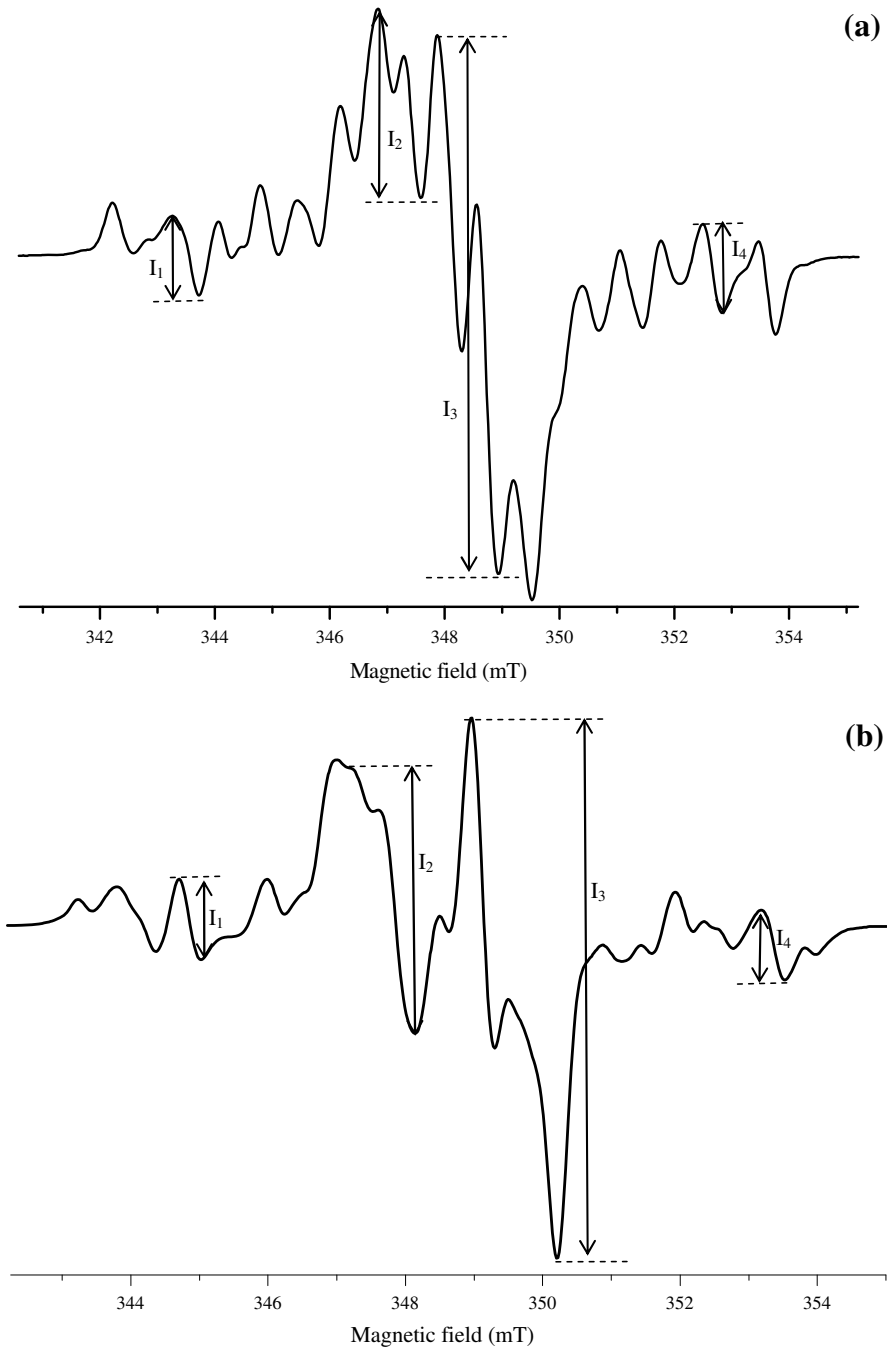 (a)
I₂
I₁
I₄
I₃
342 344 346 348 350 352 354
Magnetic field (mT)
(b)
I₂
I₃
I₁
I₄
344 346 348 350 352 354
Magnetic field (mT)